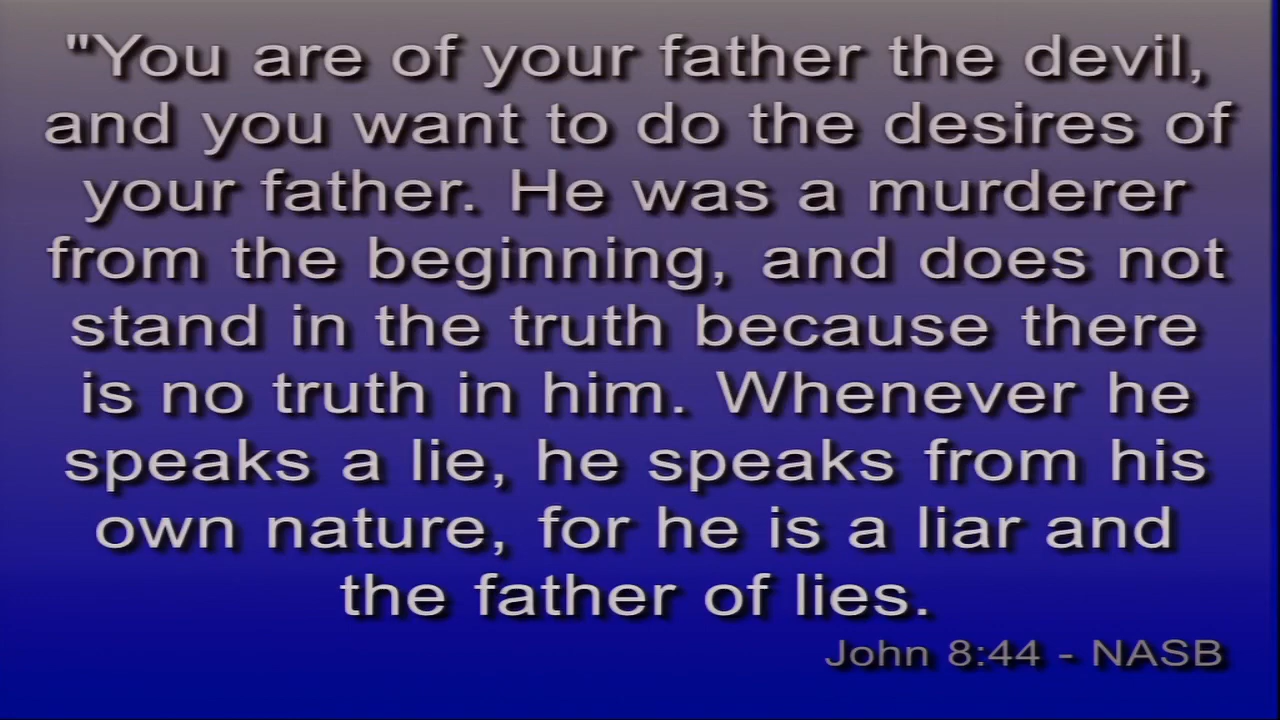 "You are of your father the devil,
and you want to do the desires of
your father. He was a murderer
from the beginning, and does not
stand in the truth because there
is no truth in him. Whenever he
speaks a lie, he speaks from his
own nature, for he is a liar and
the father of lies.
John 8:44 - NASB